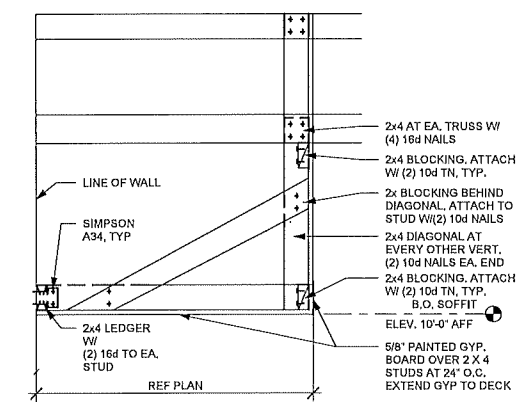 2x4 AT EA. TRUSS W/
(4) 16d NAILS
2x4 BLOCKING, ATTACH
W/ (2) 10d TN, TYP.
LINE OF WALL
2x BLOCKING BEHIND
DIAGONAL, ATTACH TO
STUD W/(2) 10d NAILS
SIMPSON
A34, TYP
2x4 DIAGONAL AT
EVERY OTHER VERT.
(2) 10d NAILS EA. END
2x4 BLOCKING, ATTACH
W/ (2) 10d TN, TYP.
B.O. SOFFIT
ELEV. 10'-0" AFF
2x4 LEDGER
W/
(2) 16d TO EA.
STUD
5/8" PAINTED GYP.
BOARD OVER 2 X 4
STUDS AT 24" O.C.
EXTEND GYP TO DECK
REF PLAN